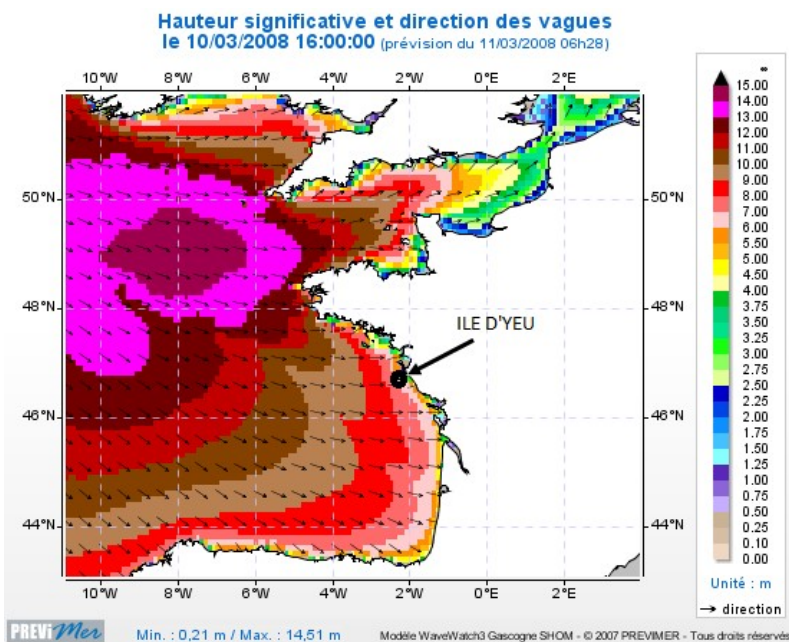 Hauteur significative et direction des vagues
le 10/03/2008 16:00:00 (prévision du 11/03/2008 06h28)
10°W 8°W 6°W 4°W 2°W 0°E 2°E
50°N 50°N
48°N 48°N
46°N 46°N
44°N 44°N
ILE D'YEU
10°W 8°W 6°W 4°W 2°W 0°E 2°E
∞
15.00
14.00
13.00
12.00
11.00
10.00
9.00
8.00
7.00
6.00
5.50
5.00
4.50
4.00
3.75
3.50
3.25
3.00
2.75
2.50
2.25
2.00
1.75
1.50
1.25
1.00
0.75
0.50
0.25
0.10
0.00
Unité : m
direction
PREVIMER Min. : 0,21 m / Max. : 14,51 m Modèle WaveWatch3 Gascogne SHOM - © 2007 PREVIMER - Tous droits réservés